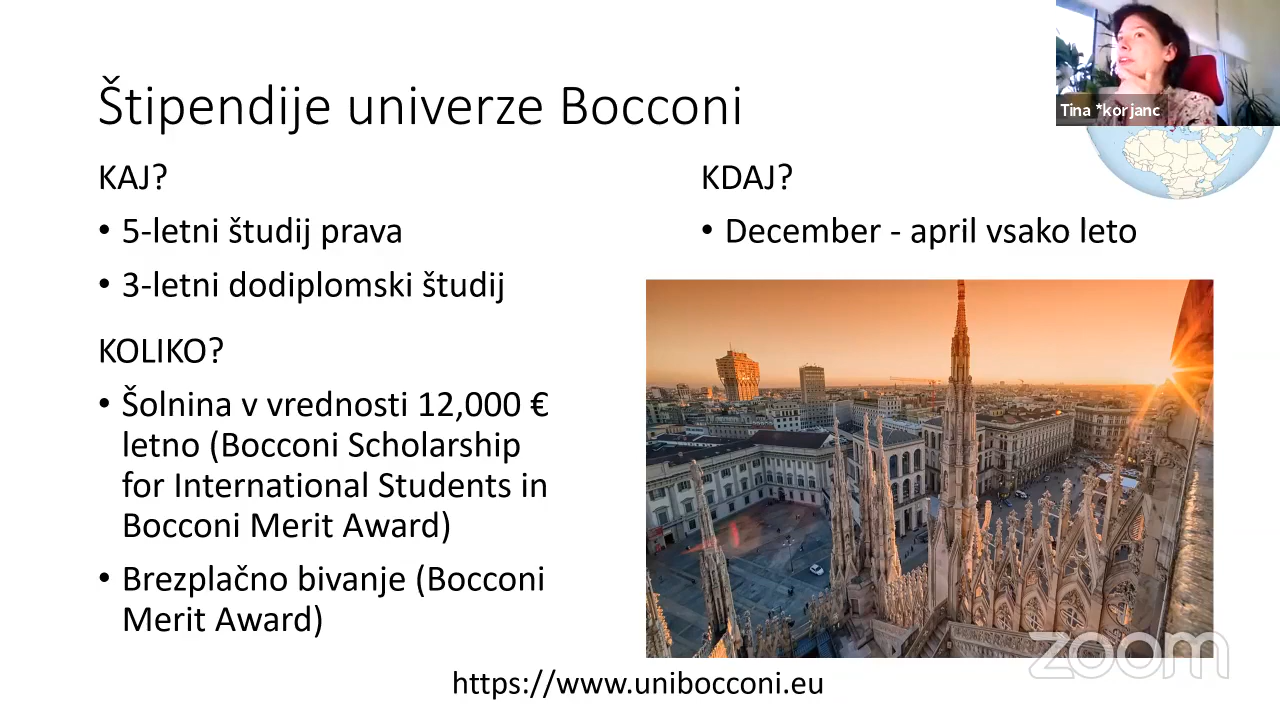 Štipendije univerze Bocconi
KAJ?
• 5-letni študij prava
• 3-letni dodiplomski študij
KOLIKO?
• Šolnina v vrednosti 12,000 €
letno (Bocconi Scholarship
for International Students in
Bocconi Merit Award)
• Brezplačno bivanje (Bocconi
Merit Award)
KDAJ?
• December - april vsako leto
https://www.unibocconi.eu
Tina *korjanc
zoom